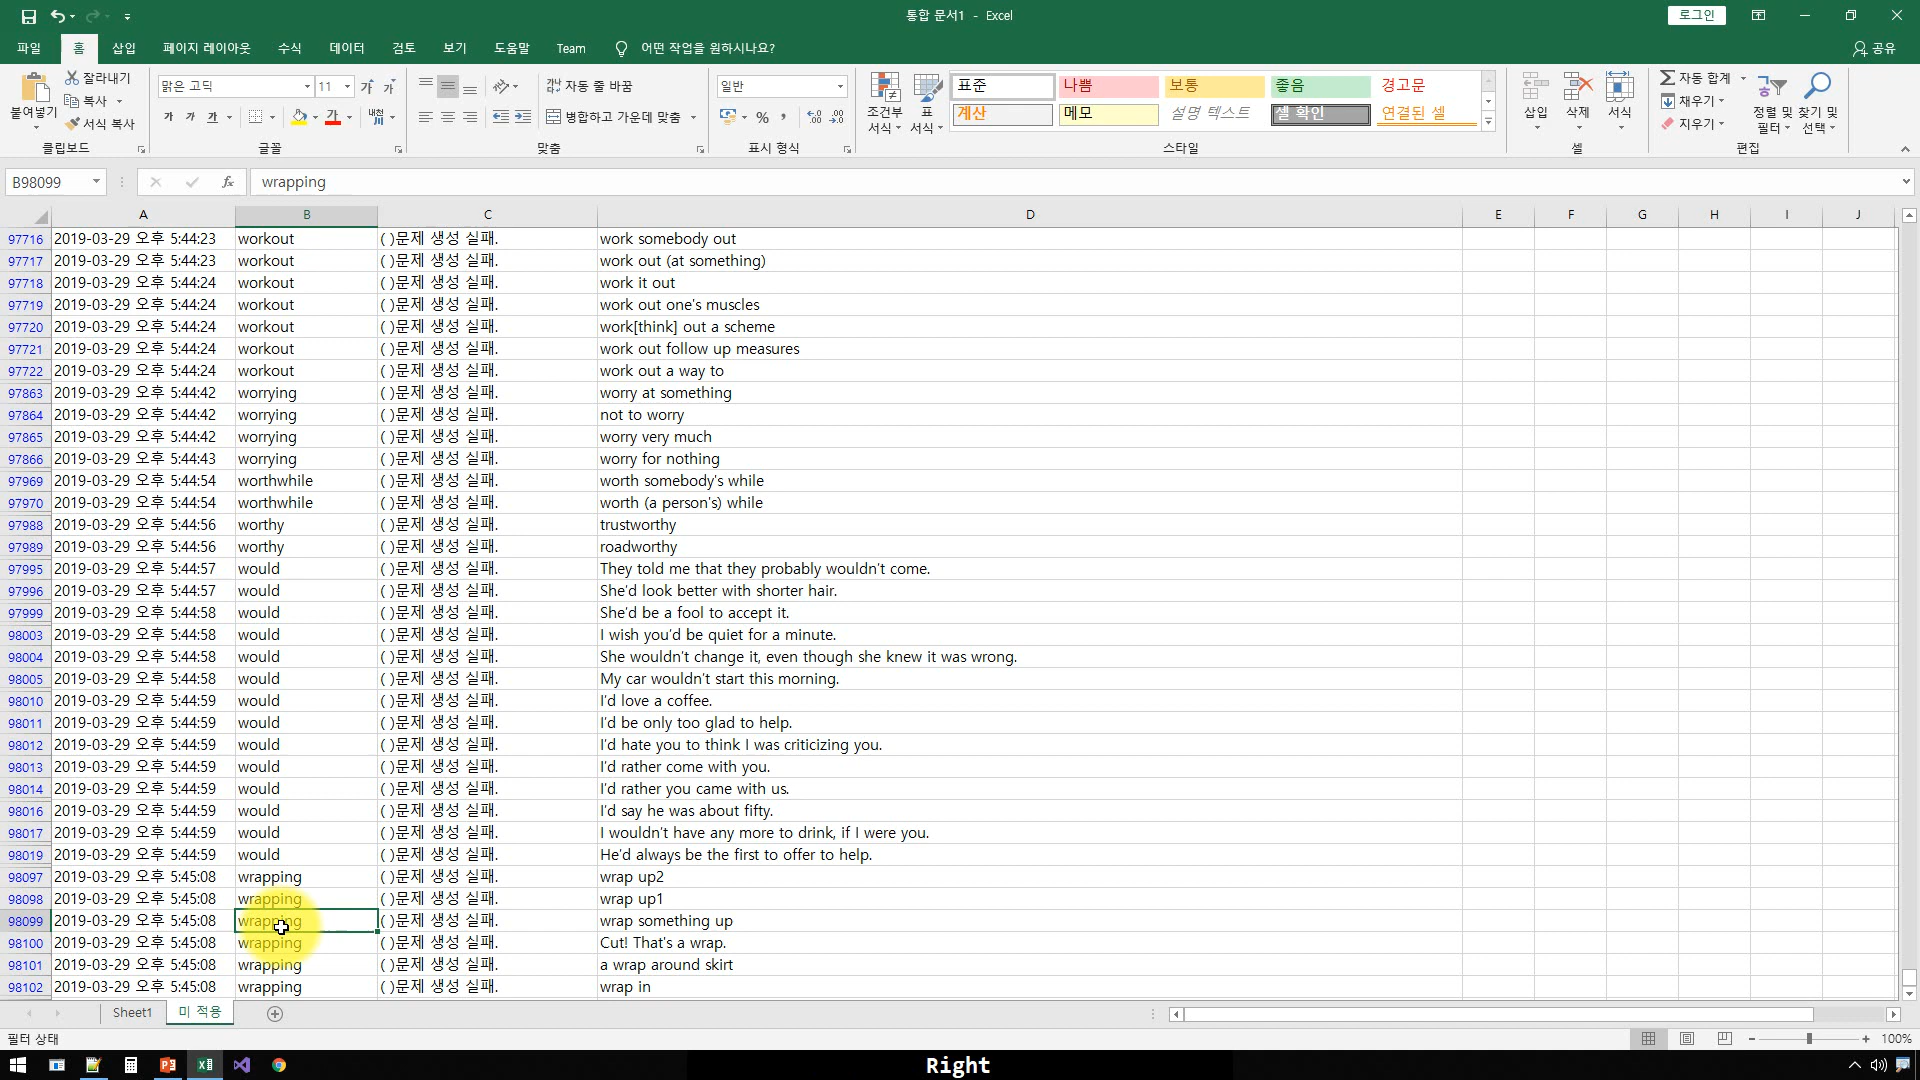 통합 문서1 - Excel
로그인
파일 홈 삽입 페이지 레이아웃 수식 데이터 검토 보기 도움말 Team 어떤 작업을 원하시나요? 공유
붙여넣기 잘라내기 복사 서식 복사 클립보드
맑은 고딕 11 가 가 가 가 가 가 내천 글꼴
자동 줄 바꿈 병합하고 가운데 맞춤 맞춤
일반 % 표시 형식
조건부 서식 표 서식 표준 나쁨 보통 좋음 경고문
계산 메모 설명 텍스트 셀 확인 연결된 셀 스타일
삽입 삭제 서식 셀
자동 합계 채우기 지우기 정렬 및 필터 찾기 및 선택 편집
B98099 fx wrapping
A B C D E F G H I J
97716 2019-03-29 오후 5:44:23 workout ( )문제 생성 실패. work somebody out
97717 2019-03-29 오후 5:44:23 workout ( )문제 생성 실패. work out (at something)
97718 2019-03-29 오후 5:44:24 workout ( )문제 생성 실패. work it out
97719 2019-03-29 오후 5:44:24 workout ( )문제 생성 실패. work out one's muscles
97720 2019-03-29 오후 5:44:24 workout ( )문제 생성 실패. work[think] out a scheme
97721 2019-03-29 오후 5:44:24 workout ( )문제 생성 실패. work out follow up measures
97722 2019-03-29 오후 5:44:24 workout ( )문제 생성 실패. work out a way to
97863 2019-03-29 오후 5:44:42 worrying ( )문제 생성 실패. worry at something
97864 2019-03-29 오후 5:44:42 worrying ( )문제 생성 실패. not to worry
97865 2019-03-29 오후 5:44:42 worrying ( )문제 생성 실패. worry very much
97866 2019-03-29 오후 5:44:43 worrying ( )문제 생성 실패. worry for nothing
97969 2019-03-29 오후 5:44:54 worthwhile ( )문제 생성 실패. worth somebody's while
97970 2019-03-29 오후 5:44:54 worthwhile ( )문제 생성 실패. worth (a person's) while
97988 2019-03-29 오후 5:44:56 worthy ( )문제 생성 실패. trustworthy
97989 2019-03-29 오후 5:44:56 worthy ( )문제 생성 실패. roadworthy
97995 2019-03-29 오후 5:44:57 would ( )문제 생성 실패. They told me that they probably wouldn't come.
97996 2019-03-29 오후 5:44:57 would ( )문제 생성 실패. She'd look better with shorter hair.
97999 2019-03-29 오후 5:44:58 would ( )문제 생성 실패. She'd be a fool to accept it.
98003 2019-03-29 오후 5:44:58 would ( )문제 생성 실패. I wish you'd be quiet for a minute.
98004 2019-03-29 오후 5:44:58 would ( )문제 생성 실패. She wouldn't change it, even though she knew it was wrong.
98005 2019-03-29 오후 5:44:58 would ( )문제 생성 실패. My car wouldn't start this morning.
98010 2019-03-29 오후 5:44:59 would ( )문제 생성 실패. I'd love a coffee.
98011 2019-03-29 오후 5:44:59 would ( )문제 생성 실패. I'd be only too glad to help.
98012 2019-03-29 오후 5:44:59 would ( )문제 생성 실패. I'd hate you to think I was criticizing you.
98013 2019-03-29 오후 5:44:59 would ( )문제 생성 실패. I'd rather come with you.
98014 2019-03-29 오후 5:44:59 would ( )문제 생성 실패. I'd rather you came with us.
98016 2019-03-29 오후 5:44:59 would ( )문제 생성 실패. I'd say he was about fifty.
98017 2019-03-29 오후 5:44:59 would ( )문제 생성 실패. I wouldn't have any more to drink, if I were you.
98019 2019-03-29 오후 5:44:59 would ( )문제 생성 실패. He'd always be the first to offer to help.
98097 2019-03-29 오후 5:45:08 wrapping ( )문제 생성 실패. wrap up2
98098 2019-03-29 오후 5:45:08 wrapping ( )문제 생성 실패. wrap up1
98099 2019-03-29 오후 5:45:08 wrapping ( )문제 생성 실패. wrap something up
98100 2019-03-29 오후 5:45:08 wrapping ( )문제 생성 실패. Cut! That's a wrap.
98101 2019-03-29 오후 5:45:08 wrapping ( )문제 생성 실패. a wrap around skirt
98102 2019-03-29 오후 5:45:08 wrapping ( )문제 생성 실패. wrap in
Sheet1 미 적용
필터 상태 100%
Right